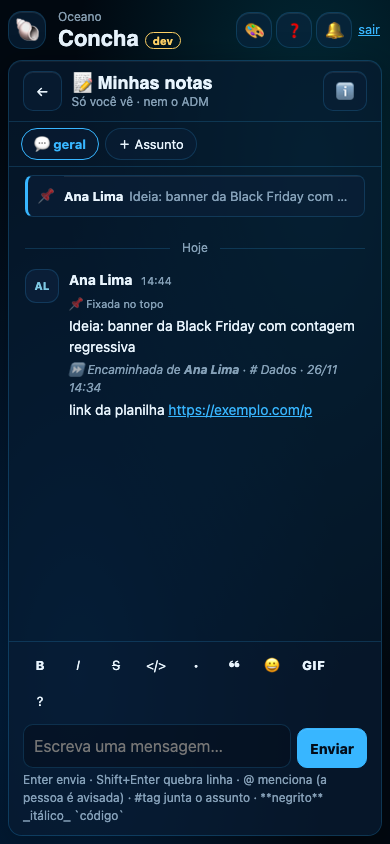 Oceano
Concha dev
sair
← 📝 Minhas notas
Só você vê · nem o ADM
💬 geral + Assunto
📌 Ana Lima Ideia: banner da Black Friday com …
Hoje
AL Ana Lima 14:44
📌 Fixada no topo
Ideia: banner da Black Friday com contagem
regressiva
⏩ Encaminhada de Ana Lima · # Dados · 26/11
14:34
link da planilha https://exemplo.com/p
B I S </> • ❝ 😀 GIF
?
Escreva uma mensagem...
Enviar
Enter envia · Shift+Enter quebra linha · @ menciona (a
pessoa é avisada) · #tag junta o assunto · **negrito**
_itálico_ `código`